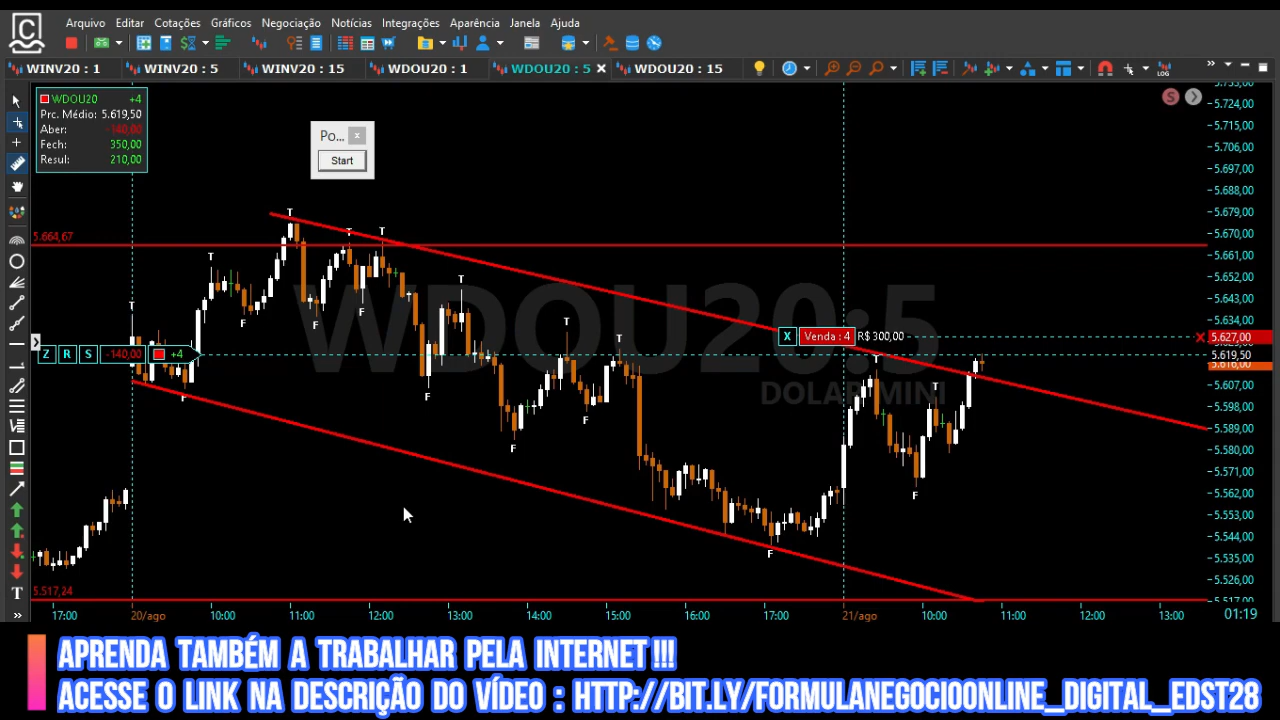 Arquivo Editar Cotações Gráficos Negociação Notícias Integrações Aparência Janela Ajuda
WINV20 : 1 WINV20 : 5 WINV20 : 15 WDOU20 : 1 WDOU20 : 5 WDOU20 : 15 LOG
WDOU20 +4
Prc. Médio: 5.619,50
Aber: -140,00
Fech: 350,00
Resul: 210,00
Po... x
Start
S
5.724,00
5.715,00
5.706,00
5.697,00
5.688,00
5.679,00
5.670,00
5.661,00
5.652,00
5.643,00
5.634,00
5.627,00
5.619,50
5.616,00
5.607,00
5.598,00
5.589,00
5.580,00
5.571,00
5.562,00
5.553,00
5.544,00
5.535,00
5.526,00
5.517,00
5.664,67
T T T T T T T T T T
F F F F F F F F F F
WDOU20:5
DOLAR MINI
X Venda : 4 R$ 300,00
Z R S -140,00 +4
5.517,24
17:00 20/ago 10:00 11:00 12:00 13:00 14:00 15:00 16:00 17:00 21/ago 10:00 11:00 12:00 13:00 01:19
APRENDA TAMBÉM A TRABALHAR PELA INTERNET!!!
ACESSE O LINK NA DESCRIÇÃO DO VÍDEO : HTTP://BIT.LY/FORMULANEGOCIOONLINE_DIGITAL_EDST28